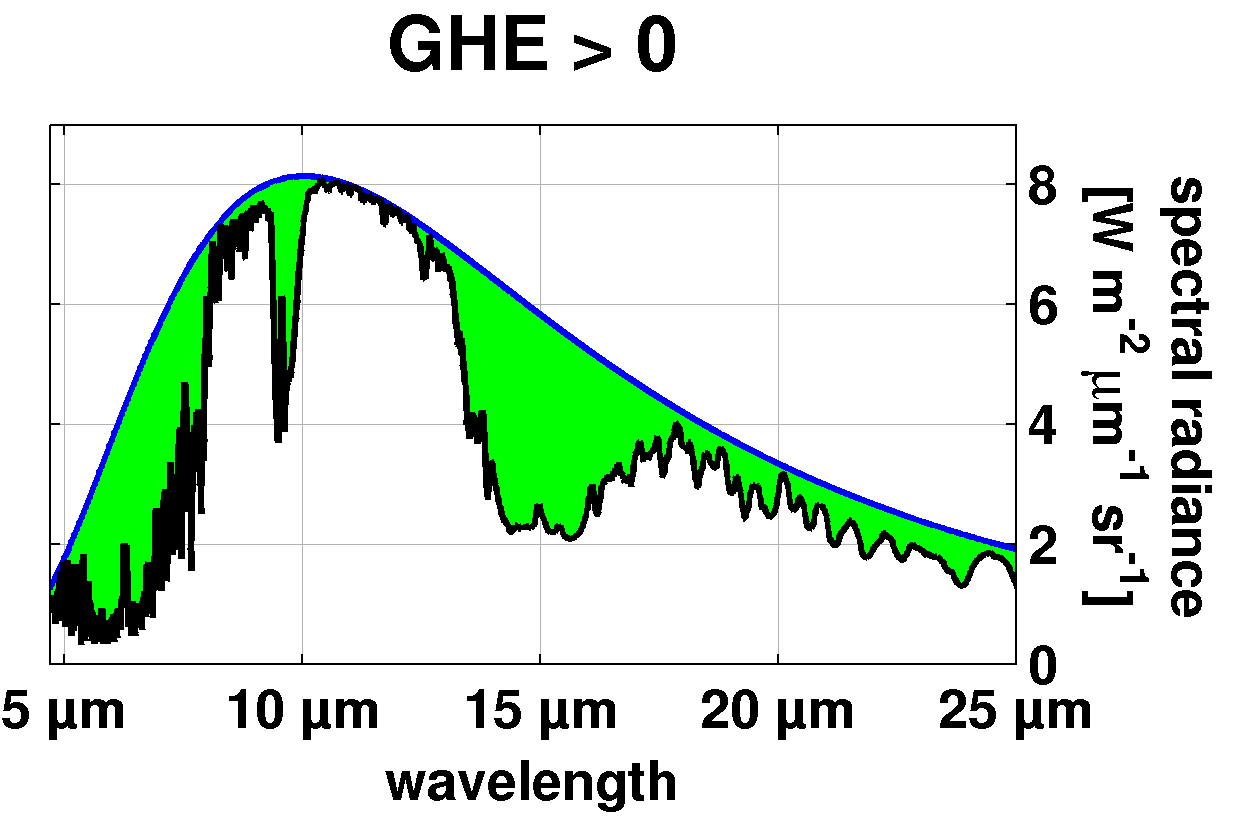 GHE > 0
8
6
4
2
0
5 µm 10 µm 15 µm 20 µm 25 µm
wavelength
spectral radiance
[W m⁻² µm⁻¹ sr⁻¹]